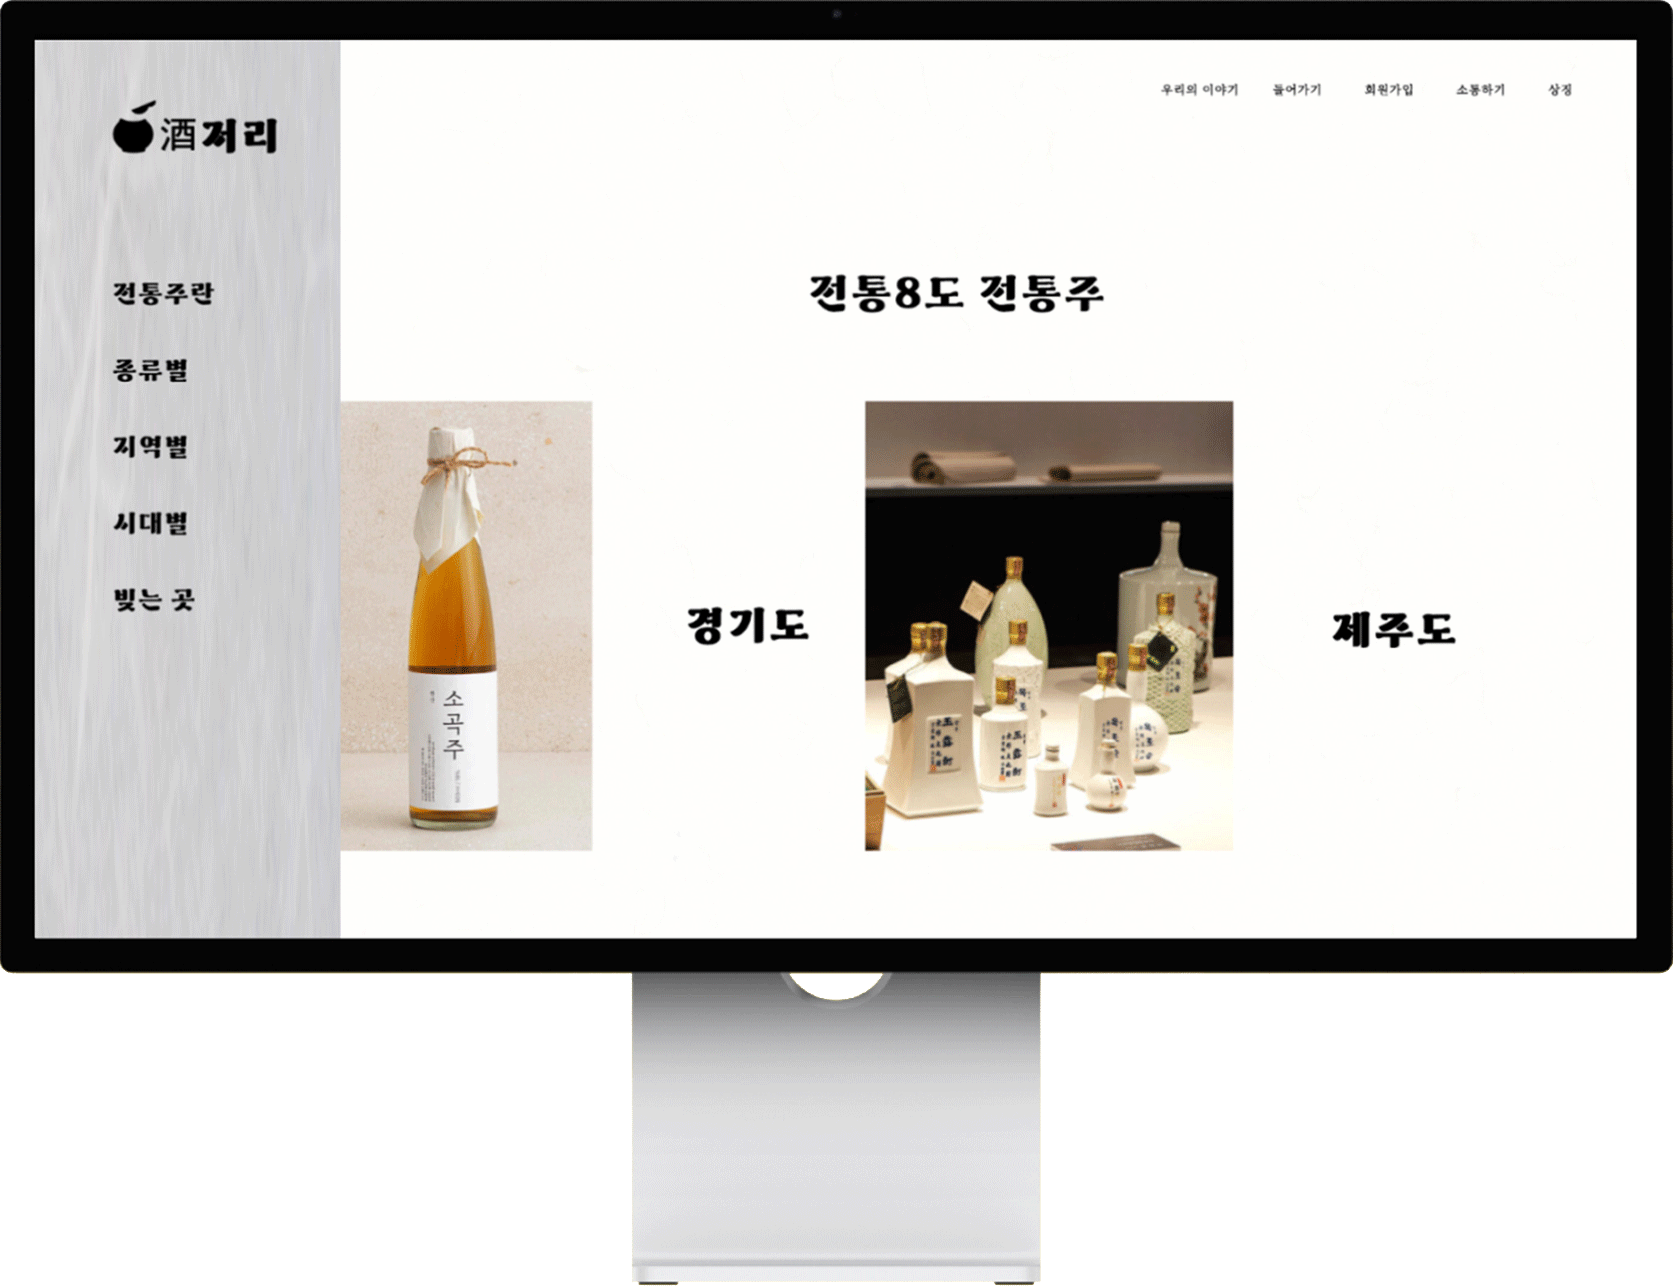 酒저리
우리의 이야기
들어가기
회원가입
소통하기
상징
전통주란
종류별
지역별
시대별
빚는 곳
전통8도 전통주
경기도
제주도
소곡주